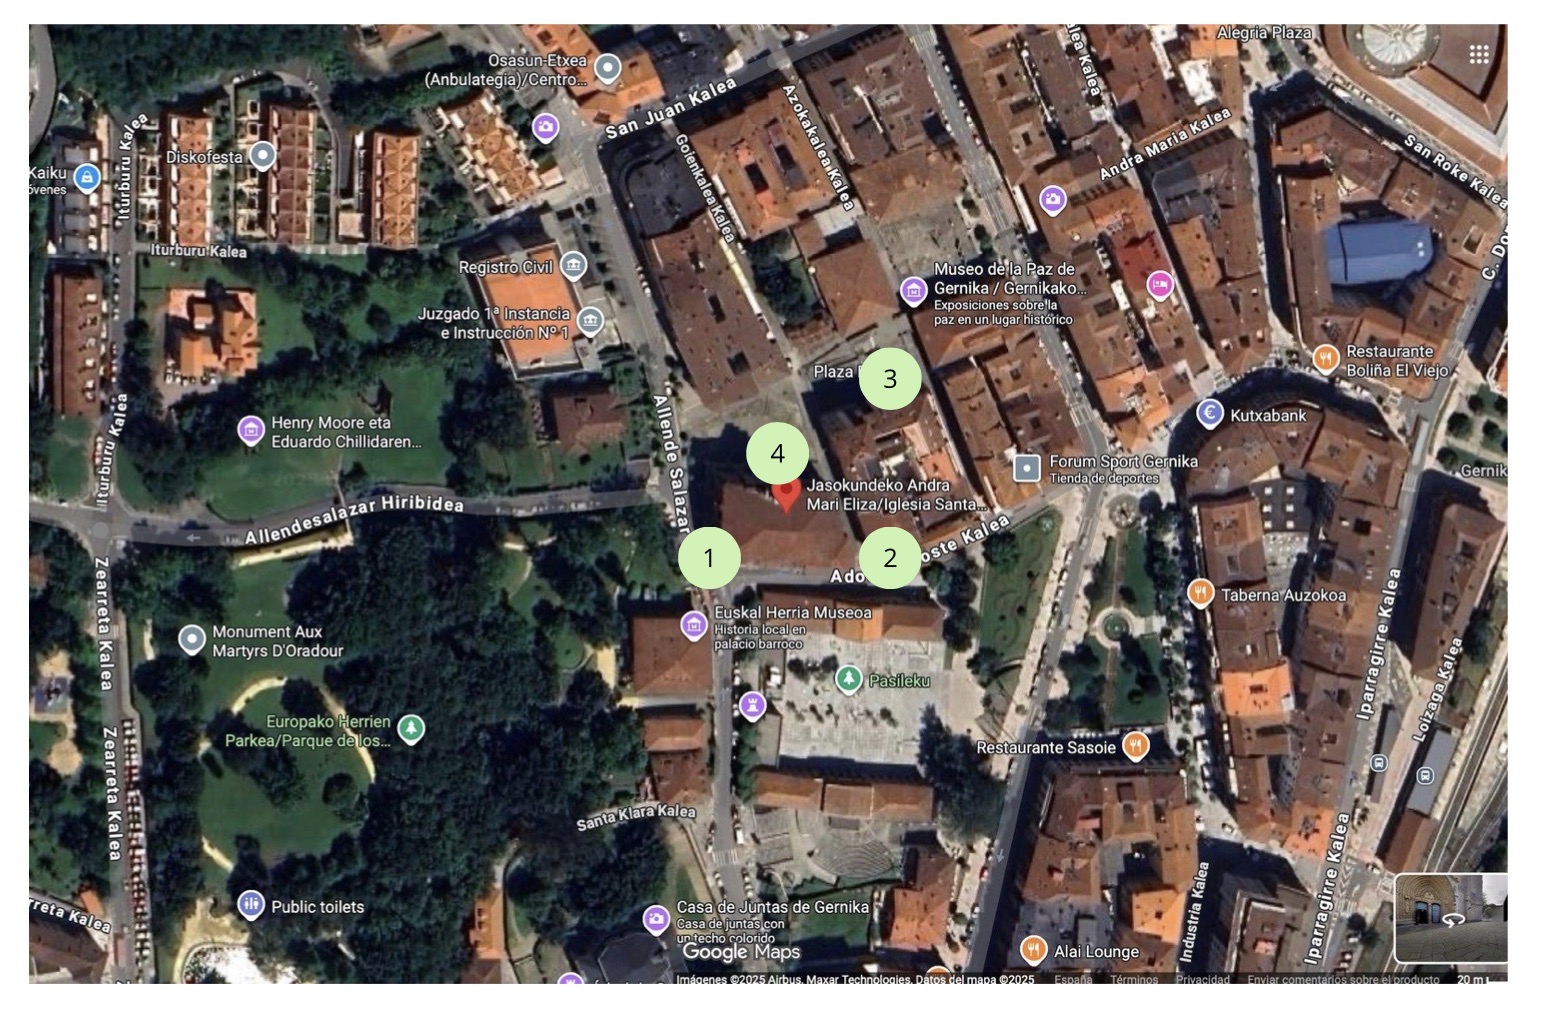 Alegria Plaza
Osasun-Etxea
(Anbulategia)/Centro...
San Juan Kalea
Azokakalea Kalea
Goienkalea Kalea
Andra Maria Kalea
San Roke Kalea
Kaiku
Iturburu Kalea
Diskofesta
Iturburu Kalea
Registro Civil
Juzgado 1ª Instancia
e Instrucción Nº 1
Museo de la Paz de
Gernika / Gernikako...
Exposiciones sobre la
paz en un lugar histórico
Restaurante
Boliña El Viejo
Plaza
3
Kutxabank
Henry Moore eta
Eduardo Chillidaren...
Iturburu Kalea
Allende Salazar
4
Forum Sport Gernika
Tienda de deportes
Gernik
Jasokundeko Andra
Mari Eliza/Iglesia Santa...
Allendesalazar Hiribidea
1
2
oste Kalea
Ado
Zearreta Kalea
Taberna Auzokoa
Euskal Herria Museoa
Historia local en
palacio barroco
Monument Aux
Martyrs D'Oradour
Pasileku
Iparragirre Kalea
Loizaga Kalea
Europako Herrien
Parkea/Parque de los...
Restaurante Sasoie
Zearreta Kalea
Santa Klara Kalea
Iparragirre Kalea
Industria Kalea
Public toilets
Casa de Juntas de Gernika
Casa de juntas con
un techo colorido
Google Maps
Alai Lounge
rreta Kalea
Imágenes ©2025 Airbus, Maxar Technologies, Datos del mapa ©2025 España Términos Privacidad Enviar comentarios sobre el producto 20 m